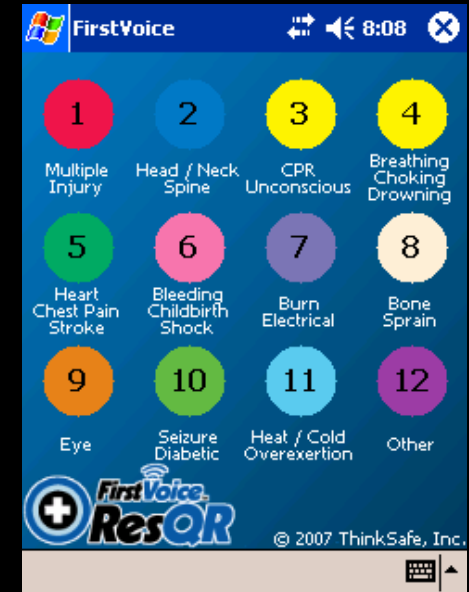 FirstVoice 8:08
1 2 3 4
Multiple Injury
Head / Neck Spine
CPR Unconscious
Breathing Choking Drowning
5 6 7 8
Heart Chest Pain Stroke
Bleeding Childbirth Shock
Burn Electrical
Bone Sprain
9 10 11 12
Eye
Seizure Diabetic
Heat / Cold Overexertion
Other
First Voice
ResQR
© 2007 ThinkSafe, Inc.